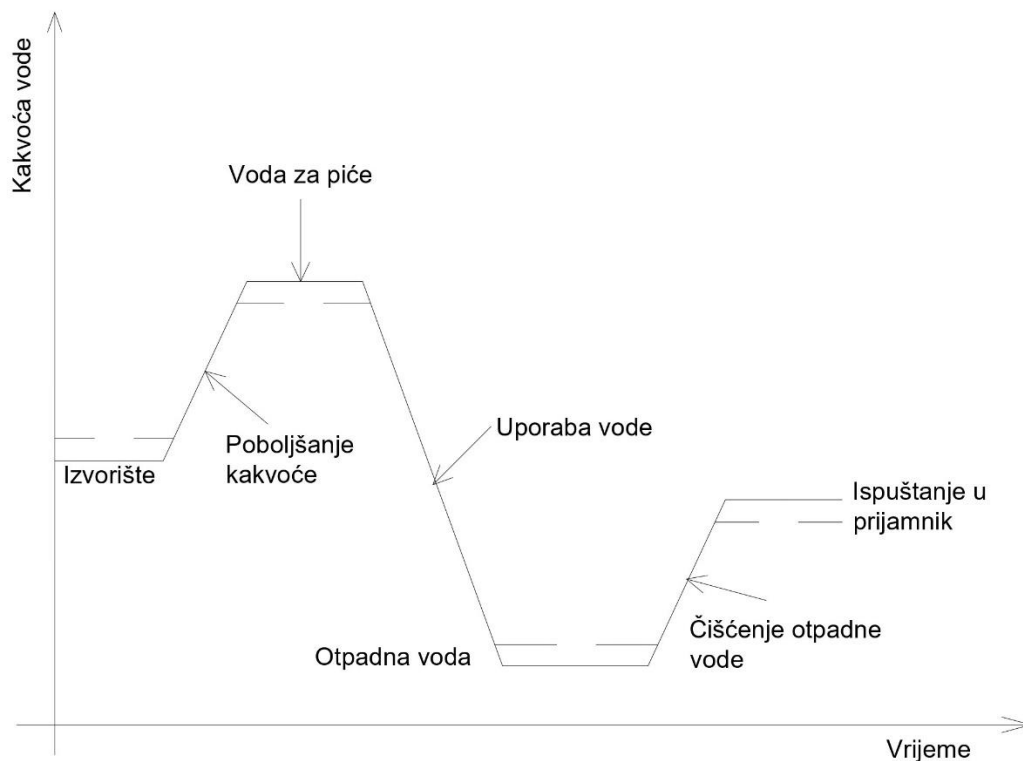 Kakvoća vode
Voda za piće
Izvorište
Poboljšanje
kakvoće
Uporaba vode
Otpadna voda
Čišćenje otpadne
vode
Ispuštanje u
prijamnik
Vrijeme